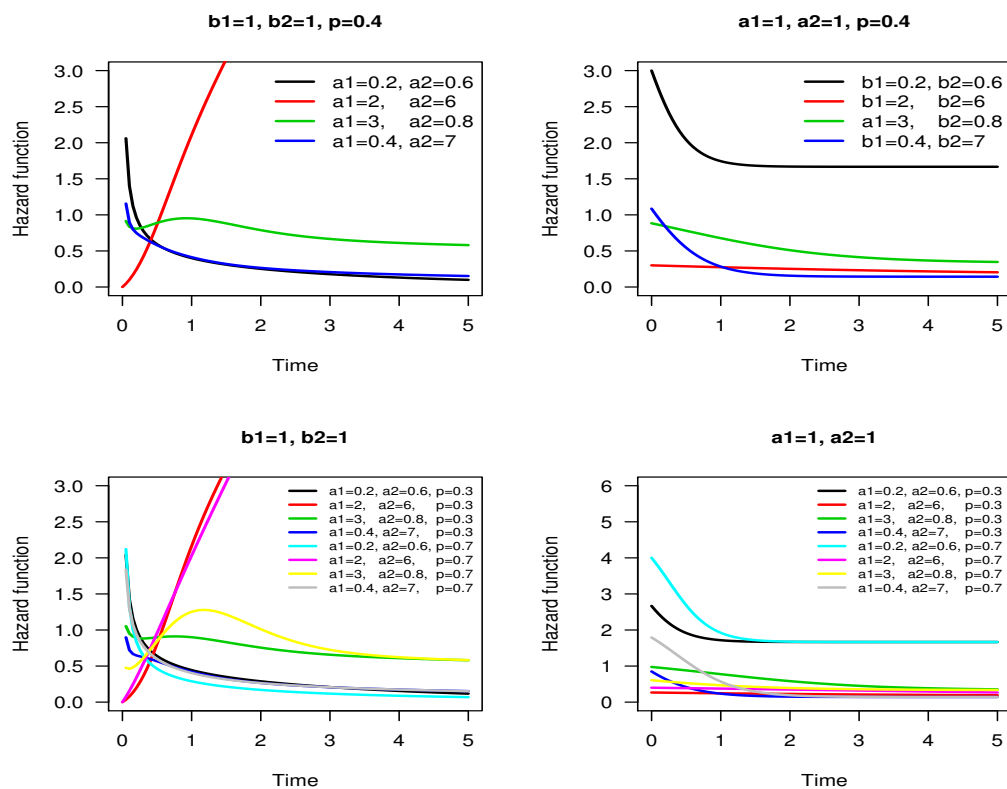 b1=1, b2=1, p=0.4
Hazard function
3.0
2.5
2.0
1.5
1.0
0.5
0.0
a1=0.2, a2=0.6
a1=2, a2=6
a1=3, a2=0.8
a1=0.4, a2=7
0 1 2 3 4 5
Time
a1=1, a2=1, p=0.4
Hazard function
3.0
2.5
2.0
1.5
1.0
0.5
0.0
b1=0.2, b2=0.6
b1=2, b2=6
a1=3, b2=0.8
b1=0.4, b2=7
0 1 2 3 4 5
Time
b1=1, b2=1
Hazard function
3.0
2.5
2.0
1.5
1.0
0.5
0.0
a1=0.2, a2=0.6, p=0.3
a1=2, a2=6, p=0.3
a1=3, a2=0.8, p=0.3
a1=0.4, a2=7, p=0.3
a1=0.2, a2=0.6, p=0.7
a1=2, a2=6, p=0.7
a1=3, a2=0.8, p=0.7
a1=0.4, a2=7, p=0.7
0 1 2 3 4 5
Time
a1=1, a2=1
Hazard function
6
5
4
3
2
1
0
a1=0.2, a2=0.6, p=0.3
a1=2, a2=6, p=0.3
a1=3, a2=0.8, p=0.3
a1=0.4, a2=7, p=0.3
a1=0.2, a2=0.6, p=0.7
a1=2, a2=6, p=0.7
a1=3, a2=0.8, p=0.7
a1=0.4, a2=7, p=0.7
0 1 2 3 4 5
Time